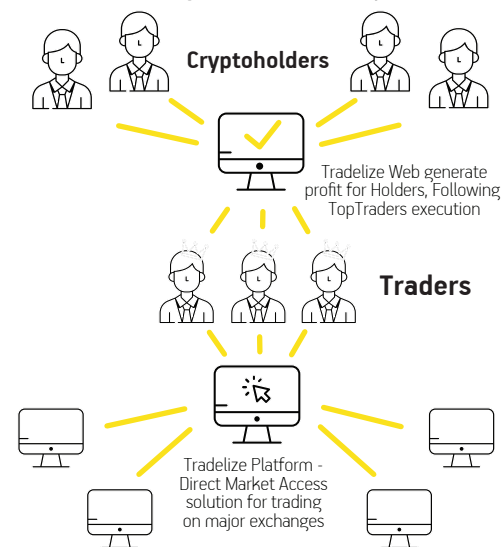 Cryptoholders
Tradelize Web generate
profit for Holders, Following
TopTraders execution
Traders
Tradelize Platform -
Direct Market Access
solution for trading
on major exchanges